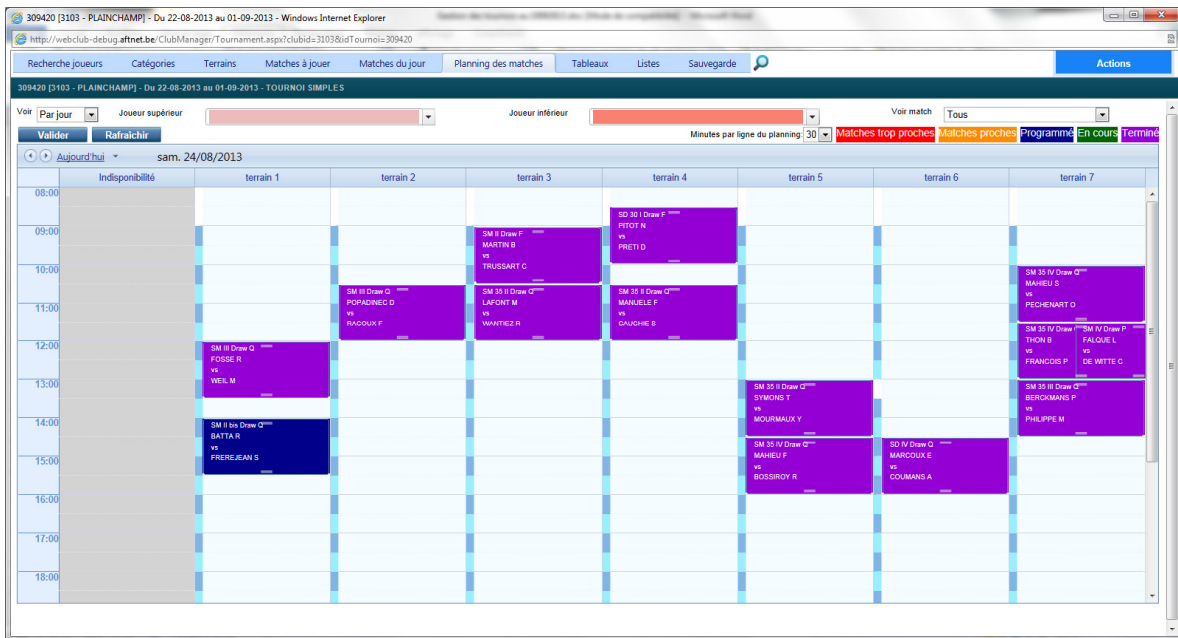 309420 [3103 - PLAINCHAMP] - Du 22-08-2013 au 01-09-2013 - Windows Internet Explorer
http://webclub-debug.aftnet.be/ClubManager/Tournament.aspx?clubid=3103&idTournoi=309420
Recherche joueurs Catégories Terrains Matches à jouer Matches du jour Planning des matches Tableaux Listes Sauvegarde Actions
309420 [3103 - PLAINCHAMP] - Du 22-08-2013 au 01-09-2013 - TOURNOI SIMPLES
Voir Par jour Joueur supérieur Joueur inférieur Voir match Tous
Valider Rafraîchir Minutes par ligne du planning: 30 Matches trop proches Matches proches Programmé En cours Terminé
Aujourd'hui sam. 24/08/2013
Indisponibilité terrain 1 terrain 2 terrain 3 terrain 4 terrain 5 terrain 6 terrain 7
08:00
SD 30 I Draw F
PITOT N
vs
PRETI D
09:00
SM II Draw F
MARTIN B
vs
TRUSSART C
10:00
SM 35 IV Draw Q
MAHIEU S
vs
PECHENART O
SM III Draw Q
POPADINEC D
vs
RACOUX F
SM 35 II Draw Q
LAFONT M
vs
WANTIEZ R
SM 35 II Draw Q
MANUELE F
vs
CAUCHIE S
11:00
SM 35 IV Draw
THON B
vs
FRANCOIS P
SM IV Draw P
FALQUE L
vs
DE WITTE C
12:00
SM III Draw Q
FOSSE R
vs
WEIL M
13:00
SM 35 II Draw Q
SYMONS T
vs
MOURMAUX Y
SM 35 III Draw Q
BERCKMANS P
vs
PHILIPPE M
14:00
SM II bis Draw Q
BATTA R
vs
FREREJEAN S
SM 35 IV Draw Q
MAHIEU F
vs
BOSSIROY R
SD IV Draw Q
MARCOUX E
vs
COUMANS A
15:00
16:00
17:00
18:00